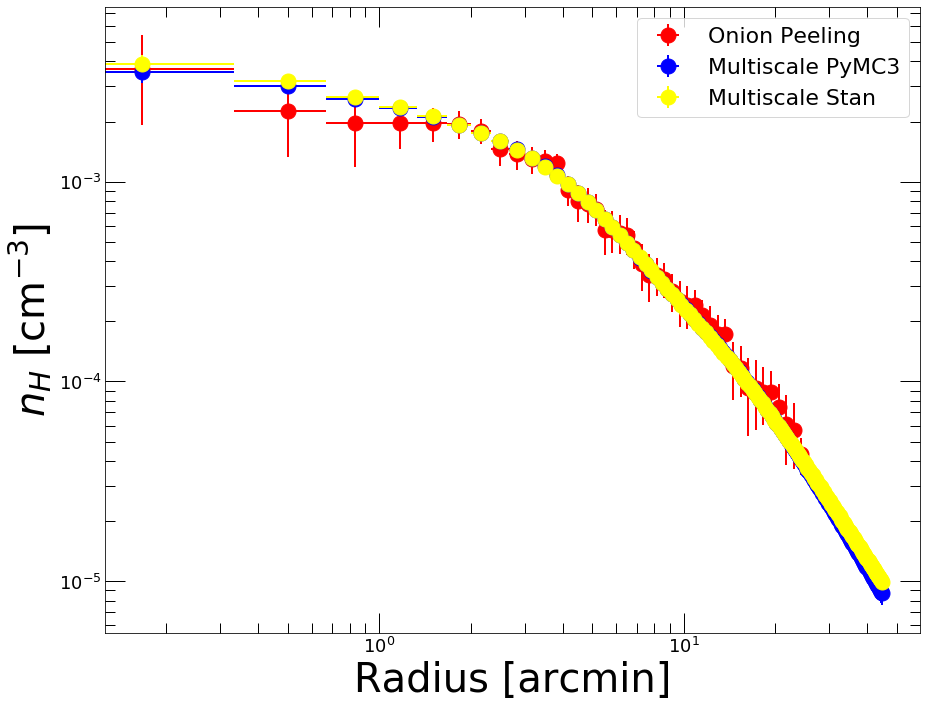 Onion Peeling
Multiscale PyMC3
Multiscale Stan
10⁻³
10⁻⁴
10⁻⁵
n_H [cm⁻³]
10⁰ 10¹
Radius [arcmin]